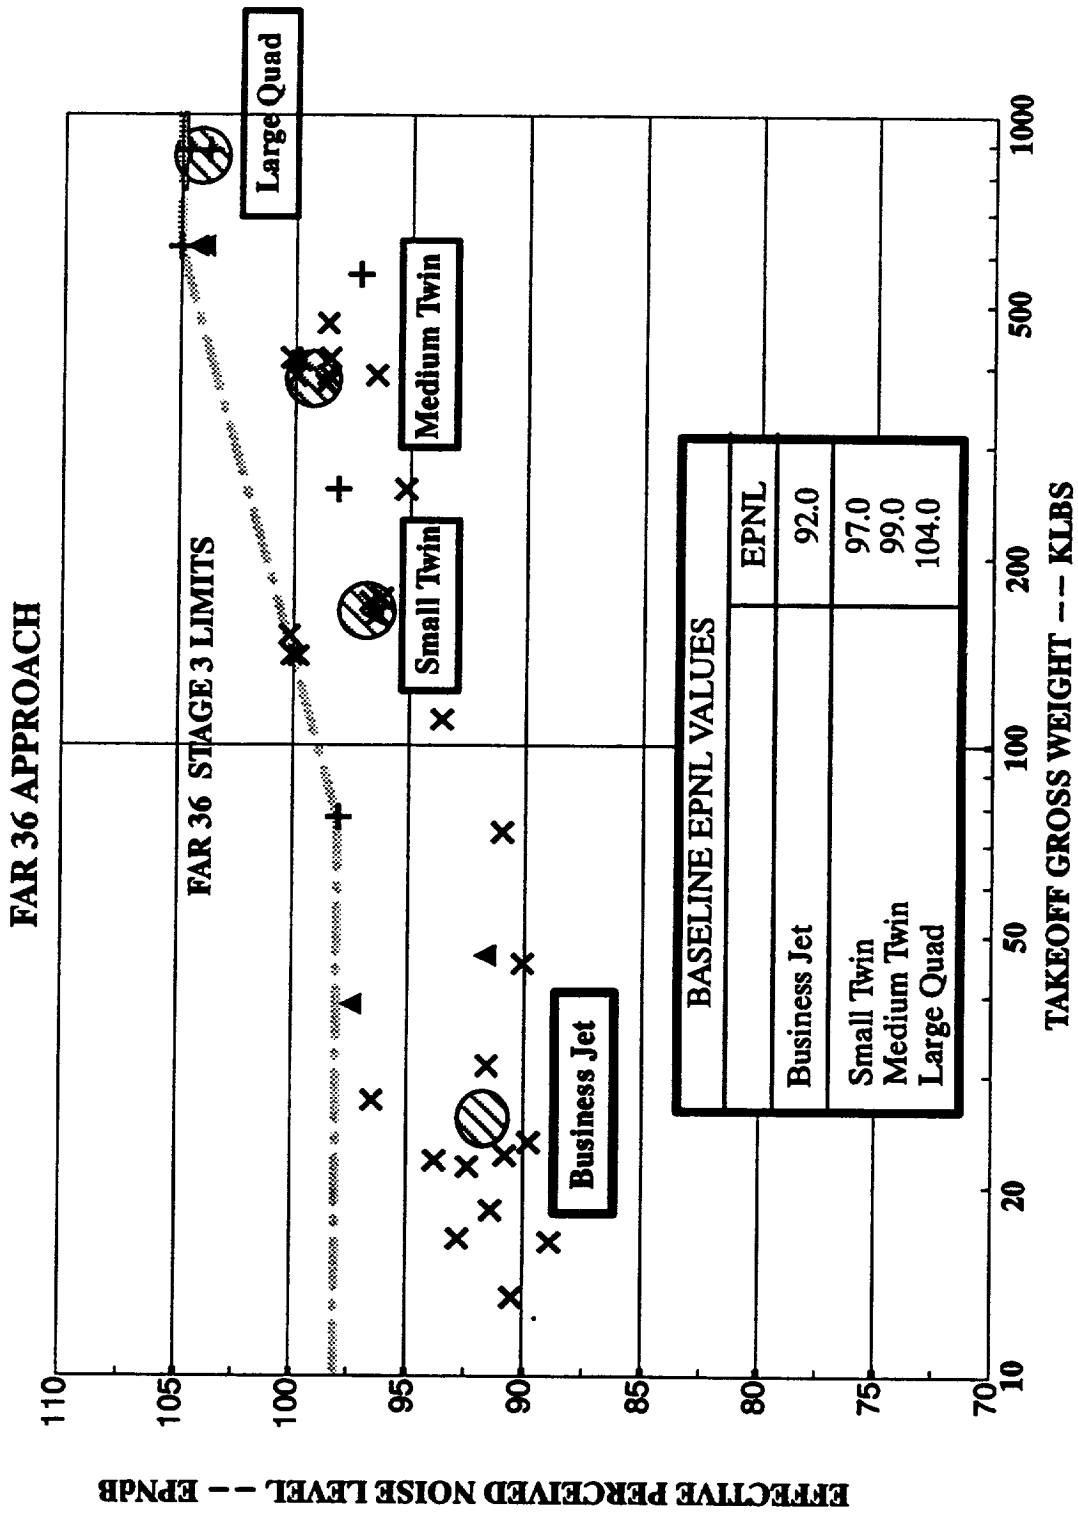 FAR 36 APPROACH
110
105
100
95
90
85
80
75
70
EFFECTIVE PERCEIVED NOISE LEVEL -- EPNdB
FAR 36 STAGE 3 LIMITS
Large Quad
Medium Twin
Small Twin
Business Jet
BASELINE EPNL VALUES
EPNL
Business Jet 92.0
Small Twin 97.0
Medium Twin 99.0
Large Quad 104.0
10 20 50 100 200 500 1000
TAKEOFF GROSS WEIGHT -- KLBS